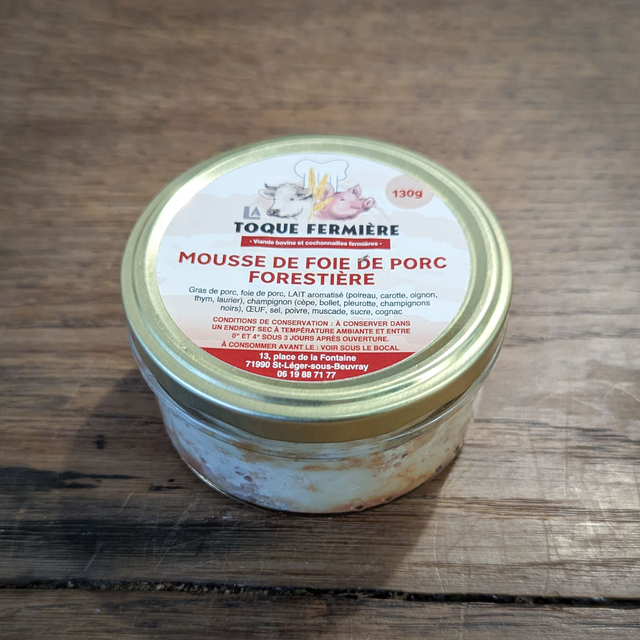 130g
LA
TOQUE FERMIÈRE
• Viande bovine et cochonnailles fermières •
MOUSSE DE FOIE DE PORC
FORESTIÈRE
Gras de porc, foie de porc, LAIT aromatisé (poireau, carotte, oignon,
thym, laurier), champignon (cèpe, bollet, pleurotte, champignons
noirs), ŒUF, sel, poivre, muscade, sucre, cognac
CONDITIONS DE CONSERVATION : À CONSERVER DANS
UN ENDROIT SEC À TEMPÉRATURE AMBIANTE ET ENTRE
0° ET 4° SOUS 3 JOURS APRÈS OUVERTURE.
À CONSOMMER AVANT LE : VOIR SOUS LE BOCAL
13, place de la Fontaine
71990 St-Léger-sous-Beuvray
06 19 88 71 77